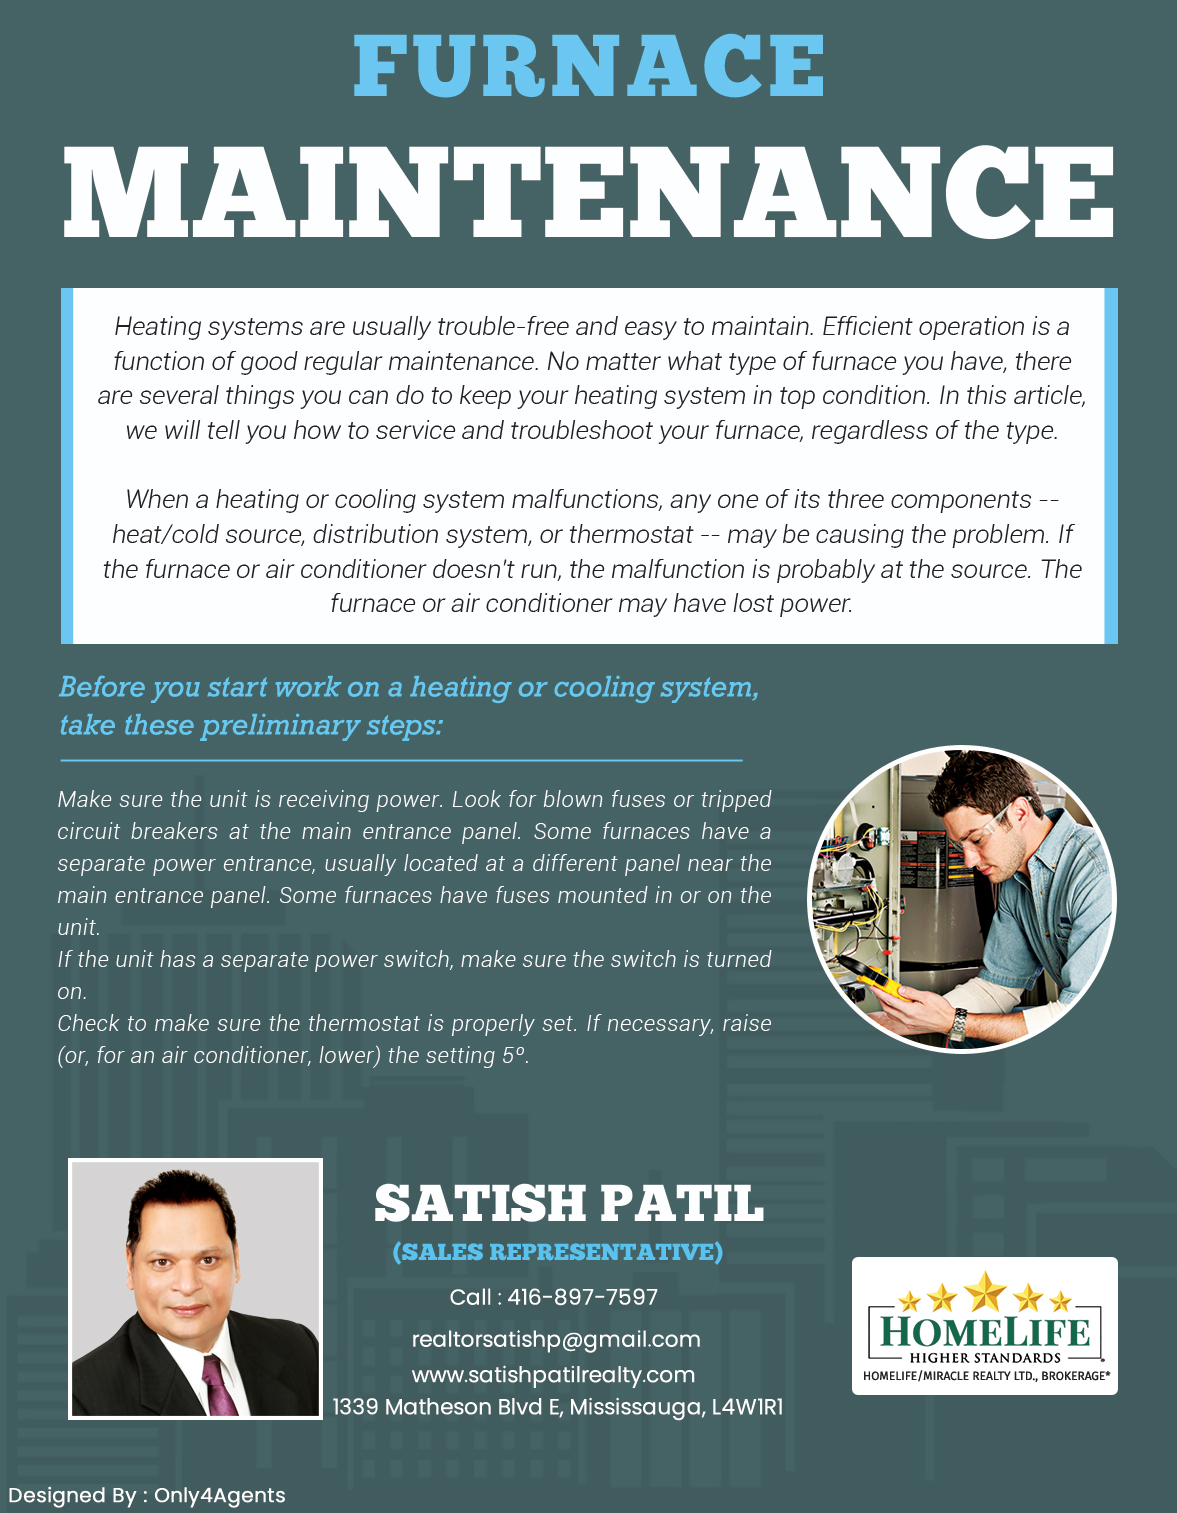 FURNACE
MAINTENANCE
Heating systems are usually trouble-free and easy to maintain. Efficient operation is a
function of good regular maintenance. No matter what type of furnace you have, there
are several things you can do to keep your heating system in top condition. In this article,
we will tell you how to service and troubleshoot your furnace, regardless of the type.
When a heating or cooling system malfunctions, any one of its three components --
heat/cold source, distribution system, or thermostat -- may be causing the problem. If
the furnace or air conditioner doesn't run, the malfunction is probably at the source. The
furnace or air conditioner may have lost power.
Before you start work on a heating or cooling system,
take these preliminary steps:
Make sure the unit is receiving power. Look for blown fuses or tripped
circuit breakers at the main entrance panel. Some furnaces have a
separate power entrance, usually located at a different panel near the
main entrance panel. Some furnaces have fuses mounted in or on the
unit.
If the unit has a separate power switch, make sure the switch is turned
on.
Check to make sure the thermostat is properly set. If necessary, raise
(or, for an air conditioner, lower) the setting 5º.
SATISH PATIL
(SALES REPRESENTATIVE)
Call : 416-897-7597
realtorsatishp@gmail.com
www.satishpatilrealty.com
1339 Matheson Blvd E, Mississauga, L4W1R1
HOMELIFE
HIGHER STANDARDS
HOMELIFE/MIRACLE REALTY LTD., BROKERAGE*
Designed By : Only4Agents